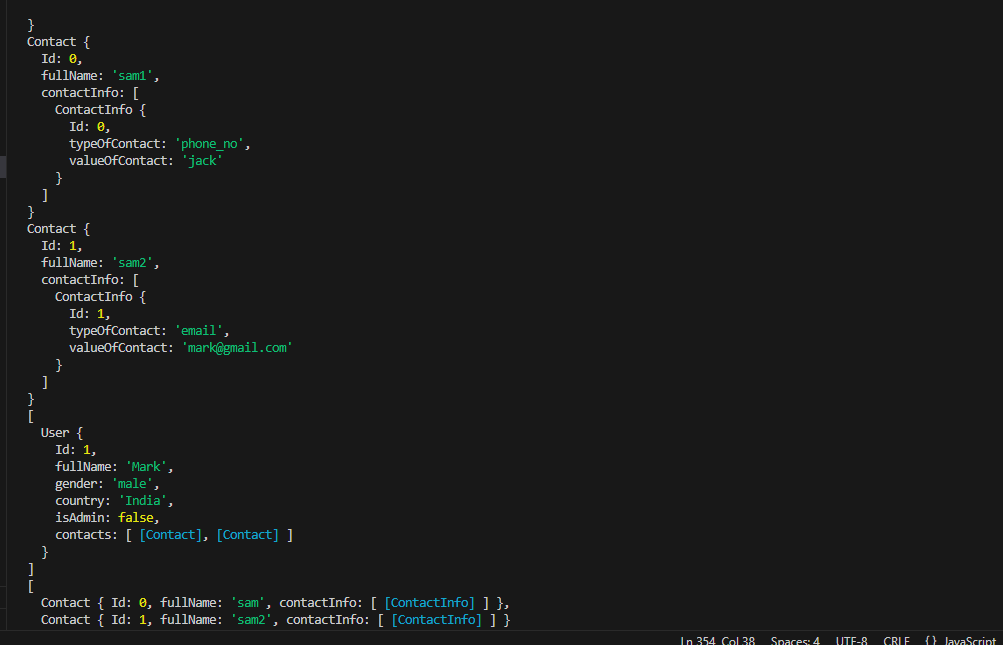 }
Contact {
  Id: 0,
  fullName: 'sam1',
  contactInfo: [
    ContactInfo {
      Id: 0,
      typeOfContact: 'phone_no',
      valueOfContact: 'jack'
    }
  ]
}
Contact {
  Id: 1,
  fullName: 'sam2',
  contactInfo: [
    ContactInfo {
      Id: 1,
      typeOfContact: 'email',
      valueOfContact: 'mark@gmail.com'
    }
  ]
}
[
  User {
    Id: 1,
    fullName: 'Mark',
    gender: 'male',
    country: 'India',
    isAdmin: false,
    contacts: [ [Contact], [Contact] ]
  }
]
[
  Contact { Id: 0, fullName: 'sam', contactInfo: [ [ContactInfo] ] },
  Contact { Id: 1, fullName: 'sam2', contactInfo: [ [ContactInfo] ] }
Ln 354, Col 38 Spaces: 4 UTF-8 CRLF {} JavaScript